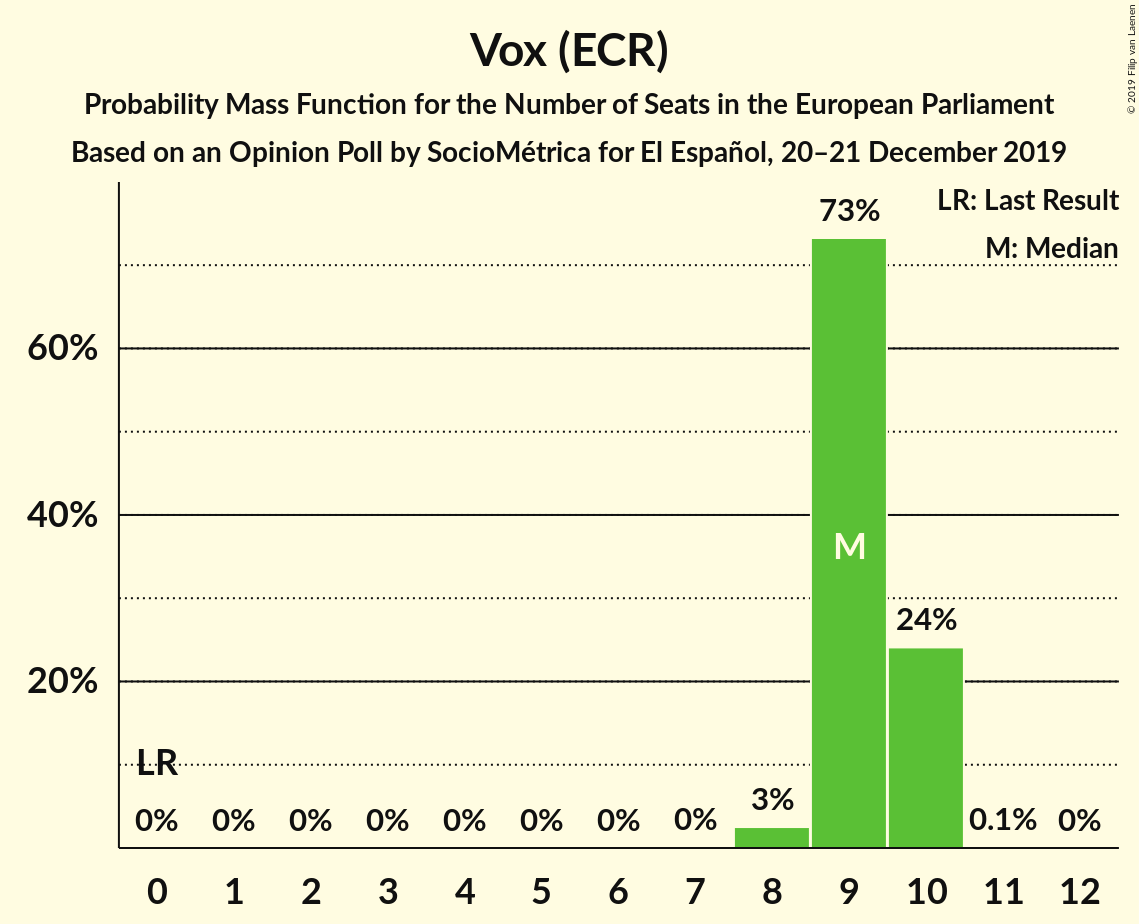 Vox (ECR)
Probability Mass Function for the Number of Seats in the European Parliament
Based on an Opinion Poll by SocioMétrica for El Español, 20–21 December 2019
© 2019 Filip van Laenen
LR: Last Result
M: Median
73%
60%
40%
M
24%
20%
LR
3%
0% 0% 0% 0% 0% 0% 0% 0% 0.1% 0%
0 1 2 3 4 5 6 7 8 9 10 11 12